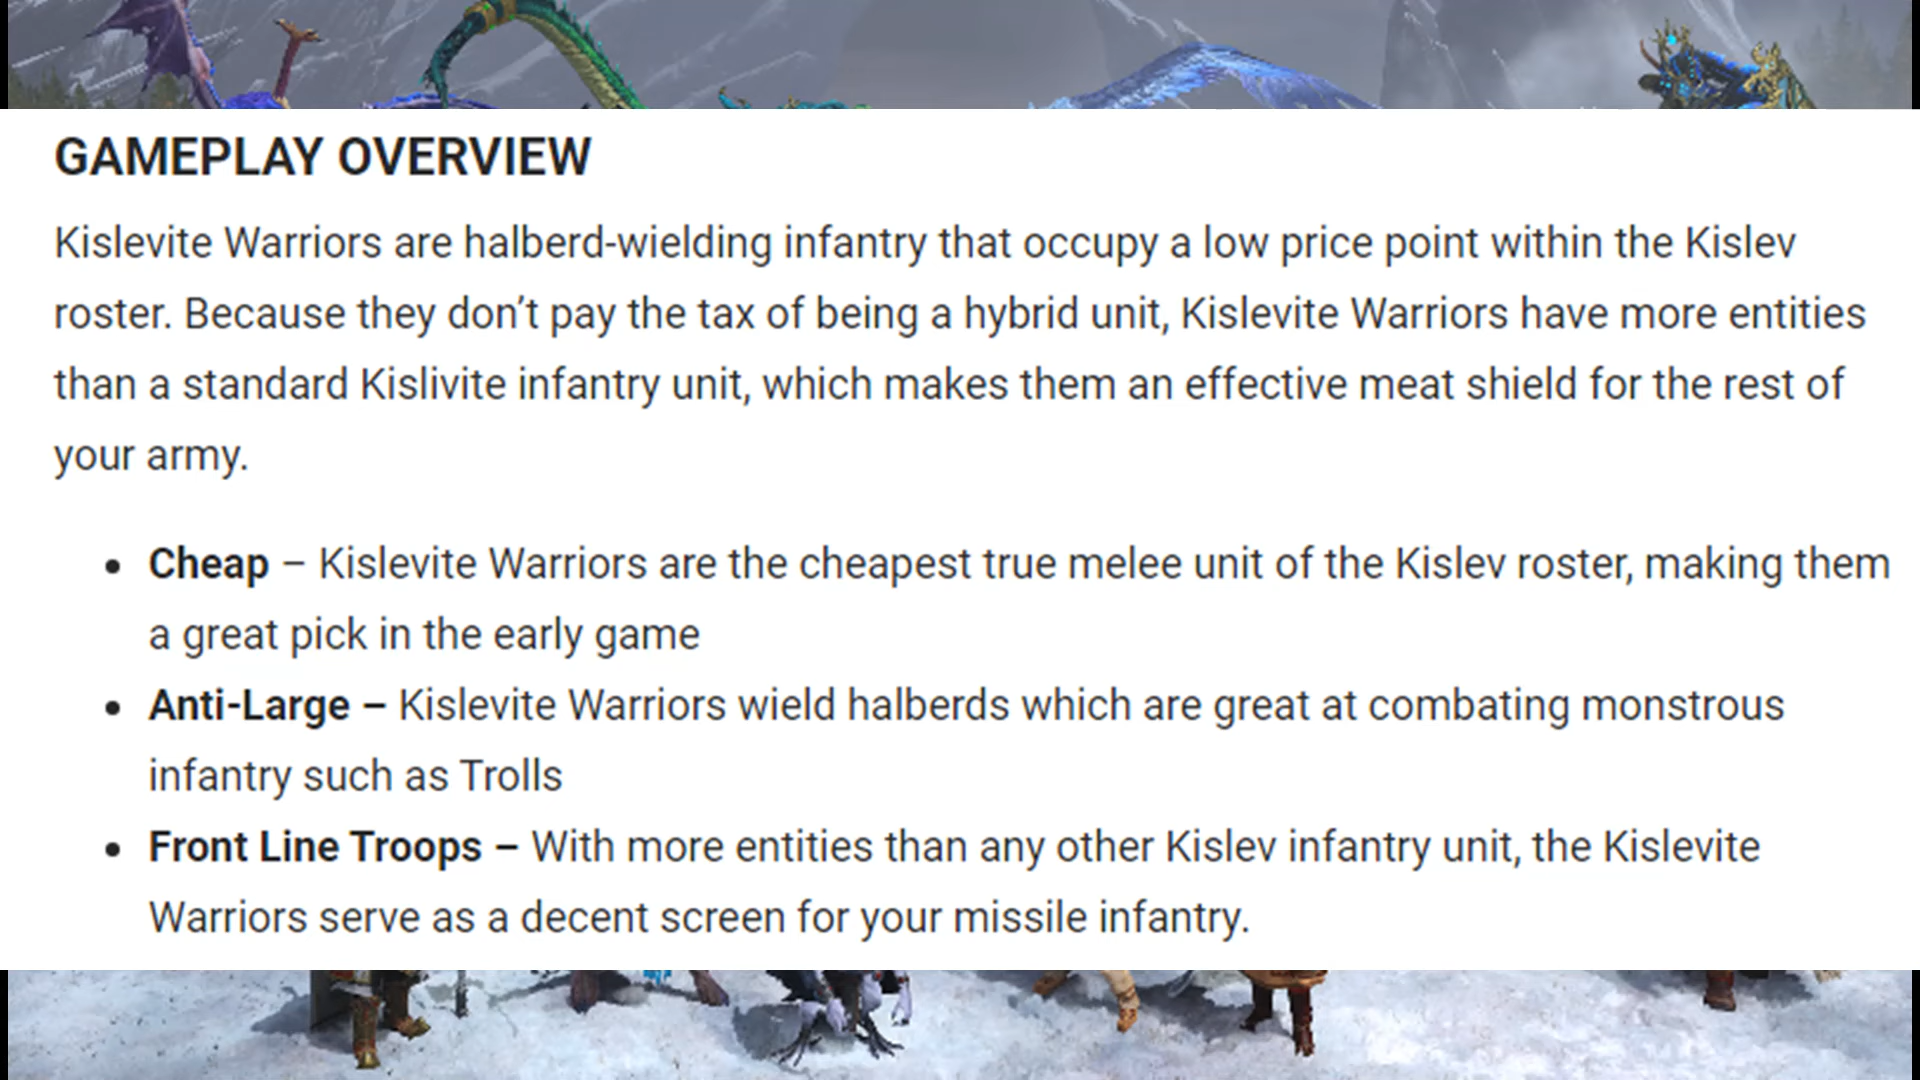 GAMEPLAY OVERVIEW
Kislevite Warriors are halberd-wielding infantry that occupy a low price point within the Kislev
roster. Because they don’t pay the tax of being a hybrid unit, Kislevite Warriors have more entities
than a standard Kislivite infantry unit, which makes them an effective meat shield for the rest of
your army.
• Cheap – Kislevite Warriors are the cheapest true melee unit of the Kislev roster, making them
a great pick in the early game
• Anti-Large – Kislevite Warriors wield halberds which are great at combating monstrous
infantry such as Trolls
• Front Line Troops – With more entities than any other Kislev infantry unit, the Kislevite
Warriors serve as a decent screen for your missile infantry.